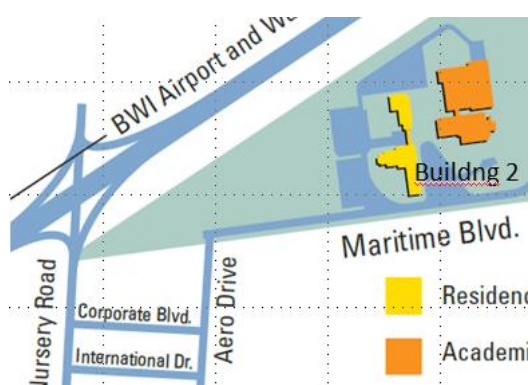 BWI Airport and W
Buildng 2
Maritime Blvd.
Nursery Road
Aero Drive
Corporate Blvd.
International Dr.
Residenc
Academi